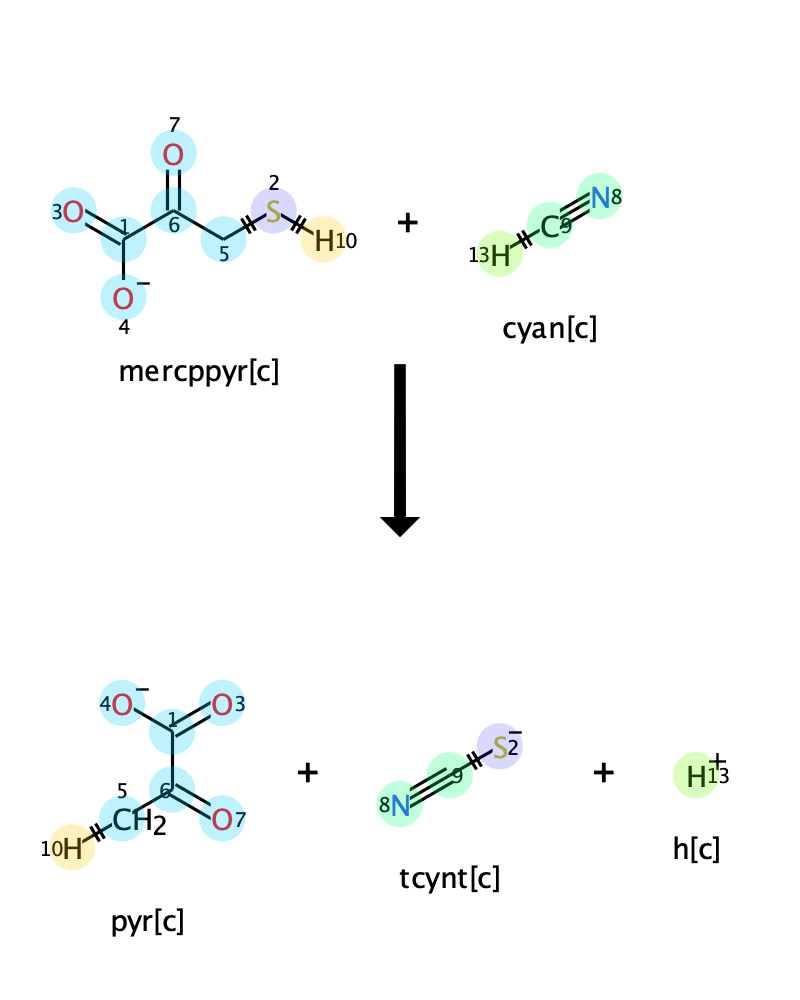 7
O
2
3O 1 S + N8
6 H10 C9
5 13H
O−
4
cyan[c]
mercppyr[c]
4O− O3
1
S2−
+ 9 + H+13
5 6
8N
CH2 O7
10H
h[c]
tcynt[c]
pyr[c]